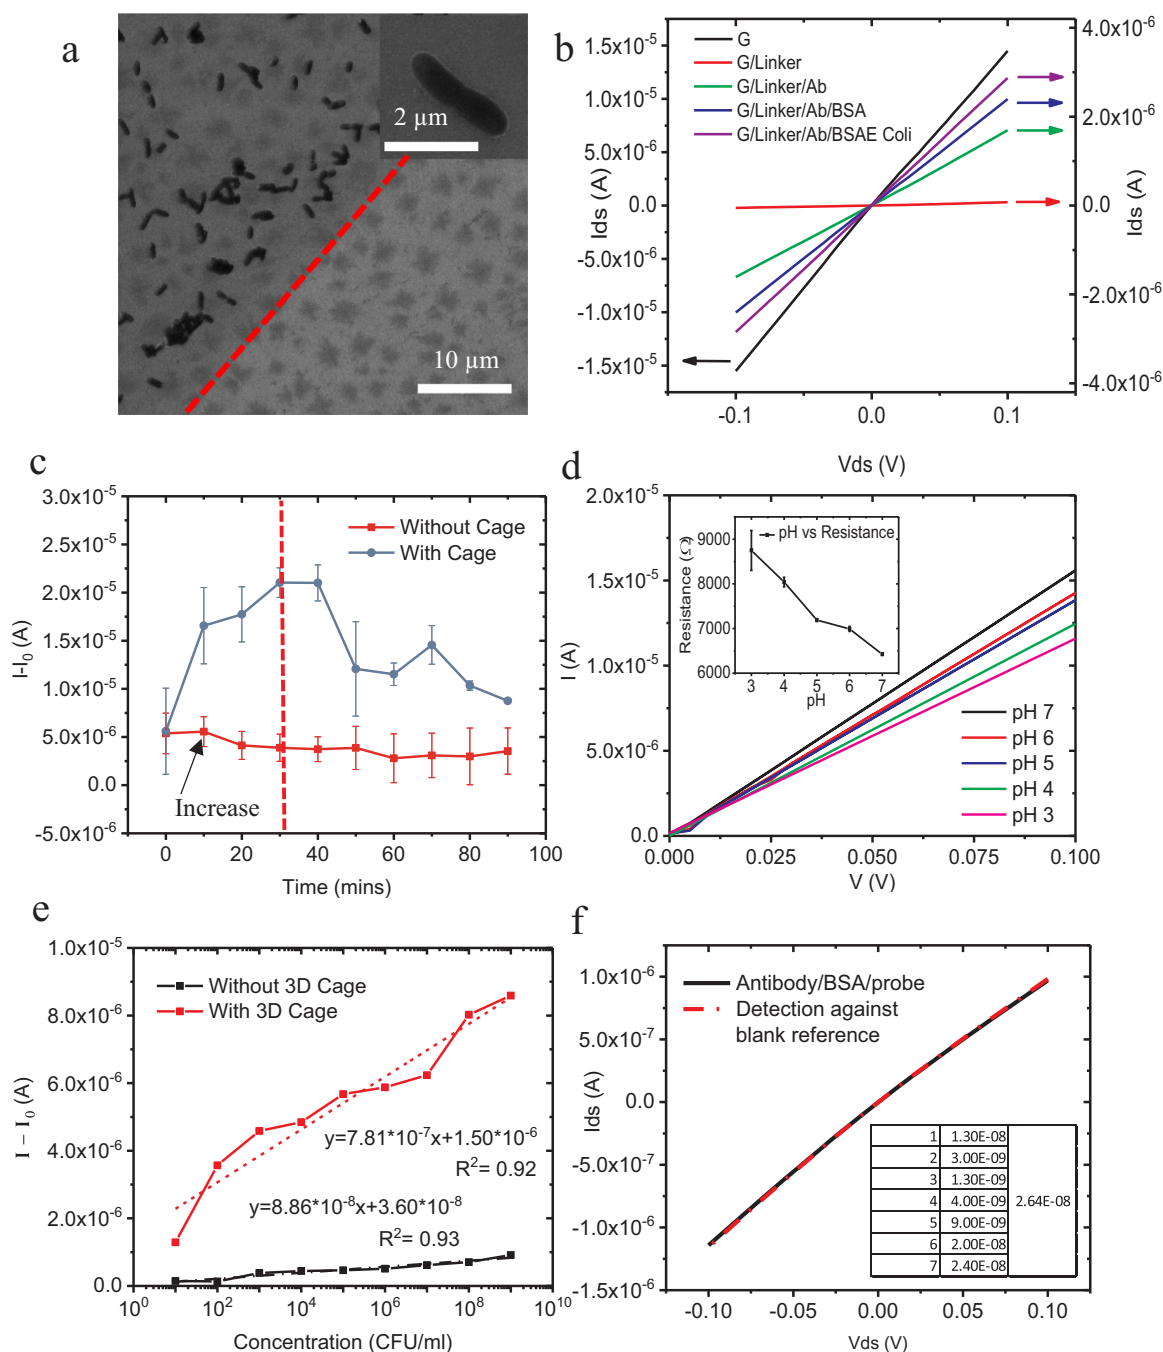 a
2 µm
10 µm
b
1.5x10⁻⁵
1.0x10⁻⁵
5.0x10⁻⁶
0.0
-5.0x10⁻⁶
-1.0x10⁻⁵
-1.5x10⁻⁵
Ids (A)
G
G/Linker
G/Linker/Ab
G/Linker/Ab/BSA
G/Linker/Ab/BSAE Coli
4.0x10⁻⁶
2.0x10⁻⁶
0.0
-2.0x10⁻⁶
-4.0x10⁻⁶
Ids (A)
-0.1 0.0 0.1
Vds (V)
c
3.0x10⁻⁵
2.5x10⁻⁵
2.0x10⁻⁵
1.5x10⁻⁵
1.0x10⁻⁵
5.0x10⁻⁶
0.0
-5.0x10⁻⁶
I-I₀ (A)
Without Cage
With Cage
Increase
0 20 40 60 80 100
Time (mins)
d
2.0x10⁻⁵
1.5x10⁻⁵
1.0x10⁻⁵
5.0x10⁻⁶
0.0
I (A)
pH vs Resistance
9000
8000
7000
6000
Resistance (Ω)
3 4 5 6 7
pH
pH 7
pH 6
pH 5
pH 4
pH 3
0.000 0.025 0.050 0.075 0.100
V (V)
e
1.0x10⁻⁵
8.0x10⁻⁶
6.0x10⁻⁶
4.0x10⁻⁶
2.0x10⁻⁶
0.0
I – I₀ (A)
Without 3D Cage
With 3D Cage
y=7.81*10⁻⁷x+1.50*10⁻⁶
R²= 0.92
y=8.86*10⁻⁸x+3.60*10⁻⁸
R²= 0.93
10⁰ 10² 10⁴ 10⁶ 10⁸ 10¹⁰
Concentration (CFU/ml)
f
1.0x10⁻⁶
5.0x10⁻⁷
0.0
-5.0x10⁻⁷
-1.0x10⁻⁶
-1.5x10⁻⁶
Ids (A)
Antibody/BSA/probe
Detection against
blank reference
1 1.30E-08
2 3.00E-09
3 1.30E-09
4 4.00E-09 2.64E-08
5 9.00E-09
6 2.00E-08
7 2.40E-08
-0.10 -0.05 0.00 0.05 0.10
Vds (V)